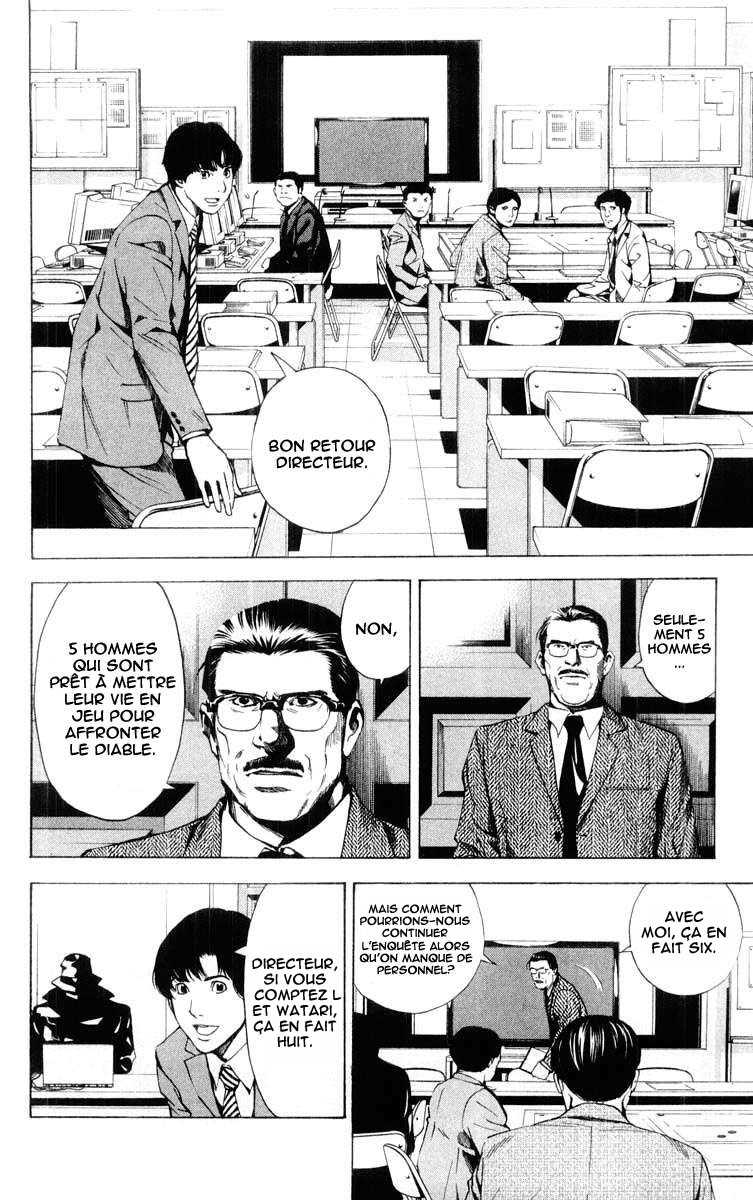 BON RETOUR
DIRECTEUR.
SEULE-
MENT 5
HOMMES
...
NON,
5 HOMMES
QUI SONT
PRÊT À METTRE
LEUR VIE EN
JEU POUR
AFFRONTER
LE DIABLE.
AVEC
MOI, ÇA EN
FAIT SIX.
MAIS COMMENT
POURRIONS-NOUS
CONTINUER
L'ENQUÊTE ALORS
QU'ON MANQUE DE
PERSONNEL?
DIRECTEUR,
SI VOUS
COMPTEZ L
ET WATARI,
ÇA EN FAIT
HUIT.